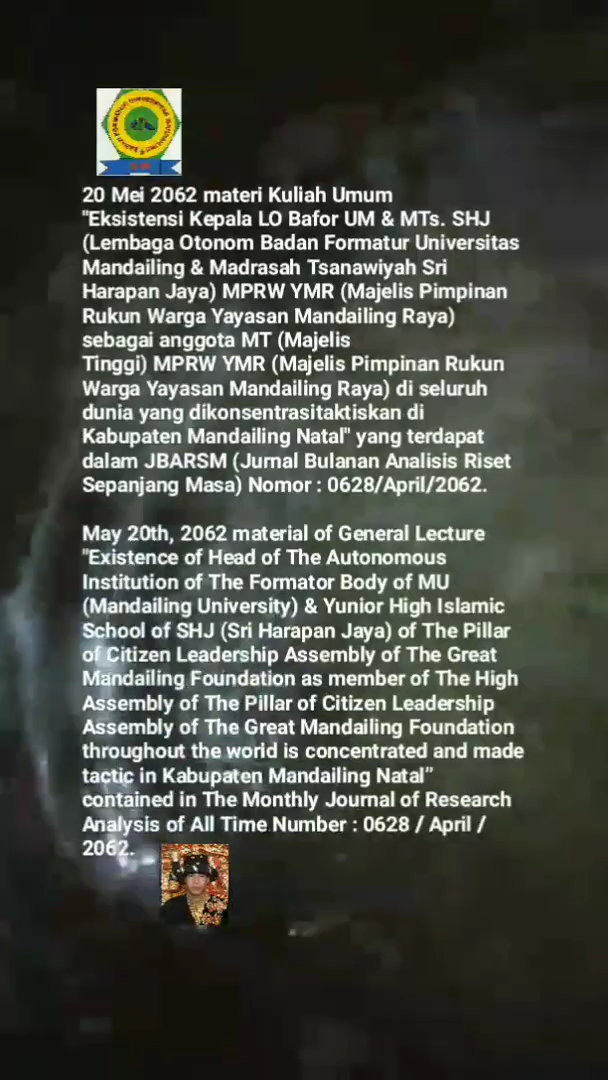 20 Mei 2062 materi Kuliah Umum
"Eksistensi Kepala LO Bafor UM & MTs. SHJ
(Lembaga Otonom Badan Formatur Universitas
Mandailing & Madrasah Tsanawiyah Sri
Harapan Jaya) MPRW YMR (Majelis Pimpinan
Rukun Warga Yayasan Mandailing Raya)
sebagai anggota MT (Majelis
Tinggi) MPRW YMR (Majelis Pimpinan Rukun
Warga Yayasan Mandailing Raya) di seluruh
dunia yang dikonsentrasitaktiskan di
Kabupaten Mandailing Natal" yang terdapat
dalam JBARSM (Jurnal Bulanan Analisis Riset
Sepanjang Masa) Nomor : 0628/April/2062.
May 20th, 2062 material of General Lecture
"Existence of Head of The Autonomous
Institution of The Formator Body of MU
(Mandailing University) & Yunior High Islamic
School of SHJ (Sri Harapan Jaya) of The Pillar
of Citizen Leadership Assembly of The Great
Mandailing Foundation as member of The High
Assembly of The Pillar of Citizen Leadership
Assembly of The Great Mandailing Foundation
throughout the world is concentrated and made
tactic in Kabupaten Mandailing Natal"
contained in The Monthly Journal of Research
Analysis of All Time Number : 0628 / April /
2062.